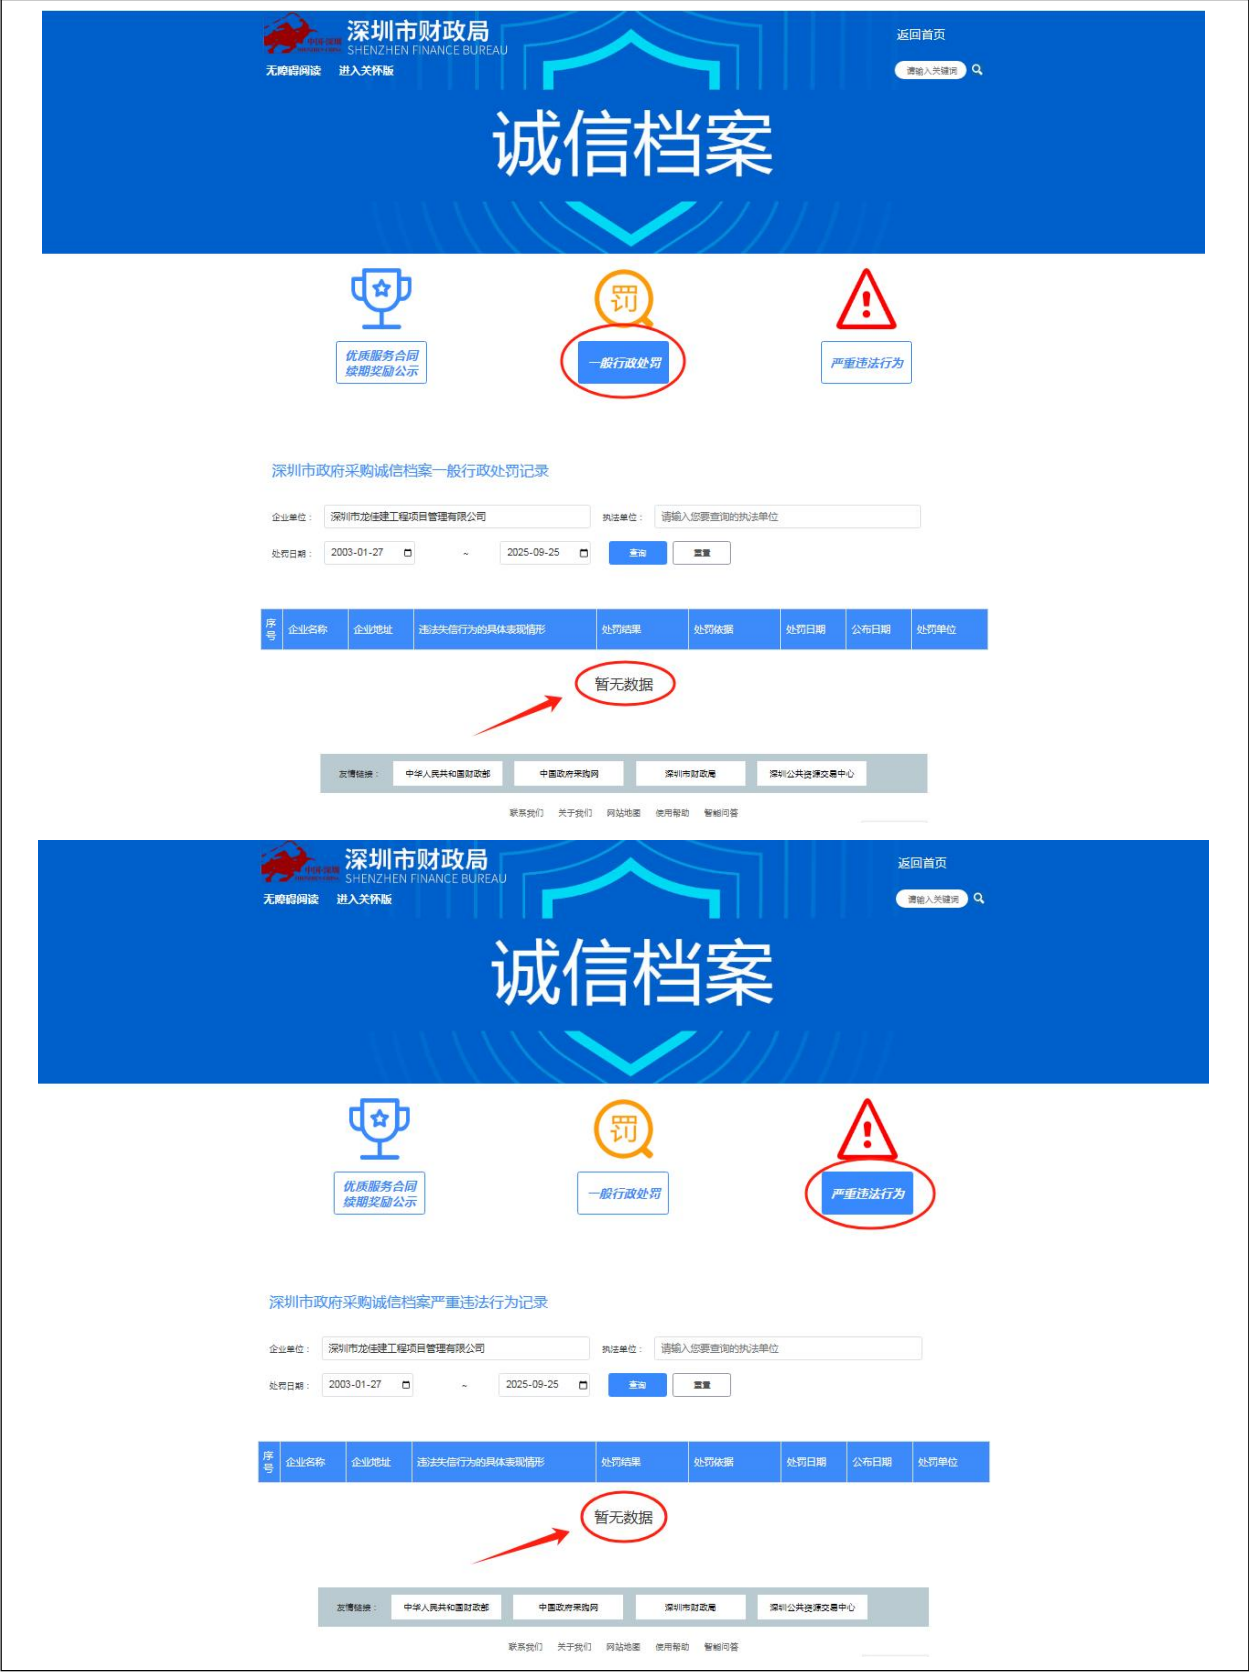 深圳市财政局
SHENZHEN FINANCE BUREAU
返回首页
无障碍阅读 进入关怀版
请输入关键词
诚信档案
罚
优质服务合同
续期奖励公示
一般行政处罚
严重违法行为
深圳市政府采购诚信档案一般行政处罚记录
企业单位： 深圳市龙佳建工程项目管理有限公司 执法单位： 请输入您要查询的执法单位
处罚日期： 2003-01-27 ~ 2025-09-25 查询 重置
序号 企业名称 企业地址 违法失信行为的具体表现情形 处罚结果 处罚依据 处罚日期 公布日期 处罚单位
暂无数据
友情链接： 中华人民共和国财政部 中国政府采购网 深圳市财政局 深圳公共资源交易中心
联系我们 关于我们 网站地图 使用帮助 智能问答
深圳市财政局
SHENZHEN FINANCE BUREAU
返回首页
无障碍阅读 进入关怀版
请输入关键词
诚信档案
罚
优质服务合同
续期奖励公示
一般行政处罚
严重违法行为
深圳市政府采购诚信档案严重违法行为记录
企业单位： 深圳市龙佳建工程项目管理有限公司 执法单位： 请输入您要查询的执法单位
处罚日期： 2003-01-27 ~ 2025-09-25 查询 重置
序号 企业名称 企业地址 违法失信行为的具体表现情形 处罚结果 处罚依据 处罚日期 公布日期 处罚单位
暂无数据
友情链接： 中华人民共和国财政部 中国政府采购网 深圳市财政局 深圳公共资源交易中心
联系我们 关于我们 网站地图 使用帮助 智能问答